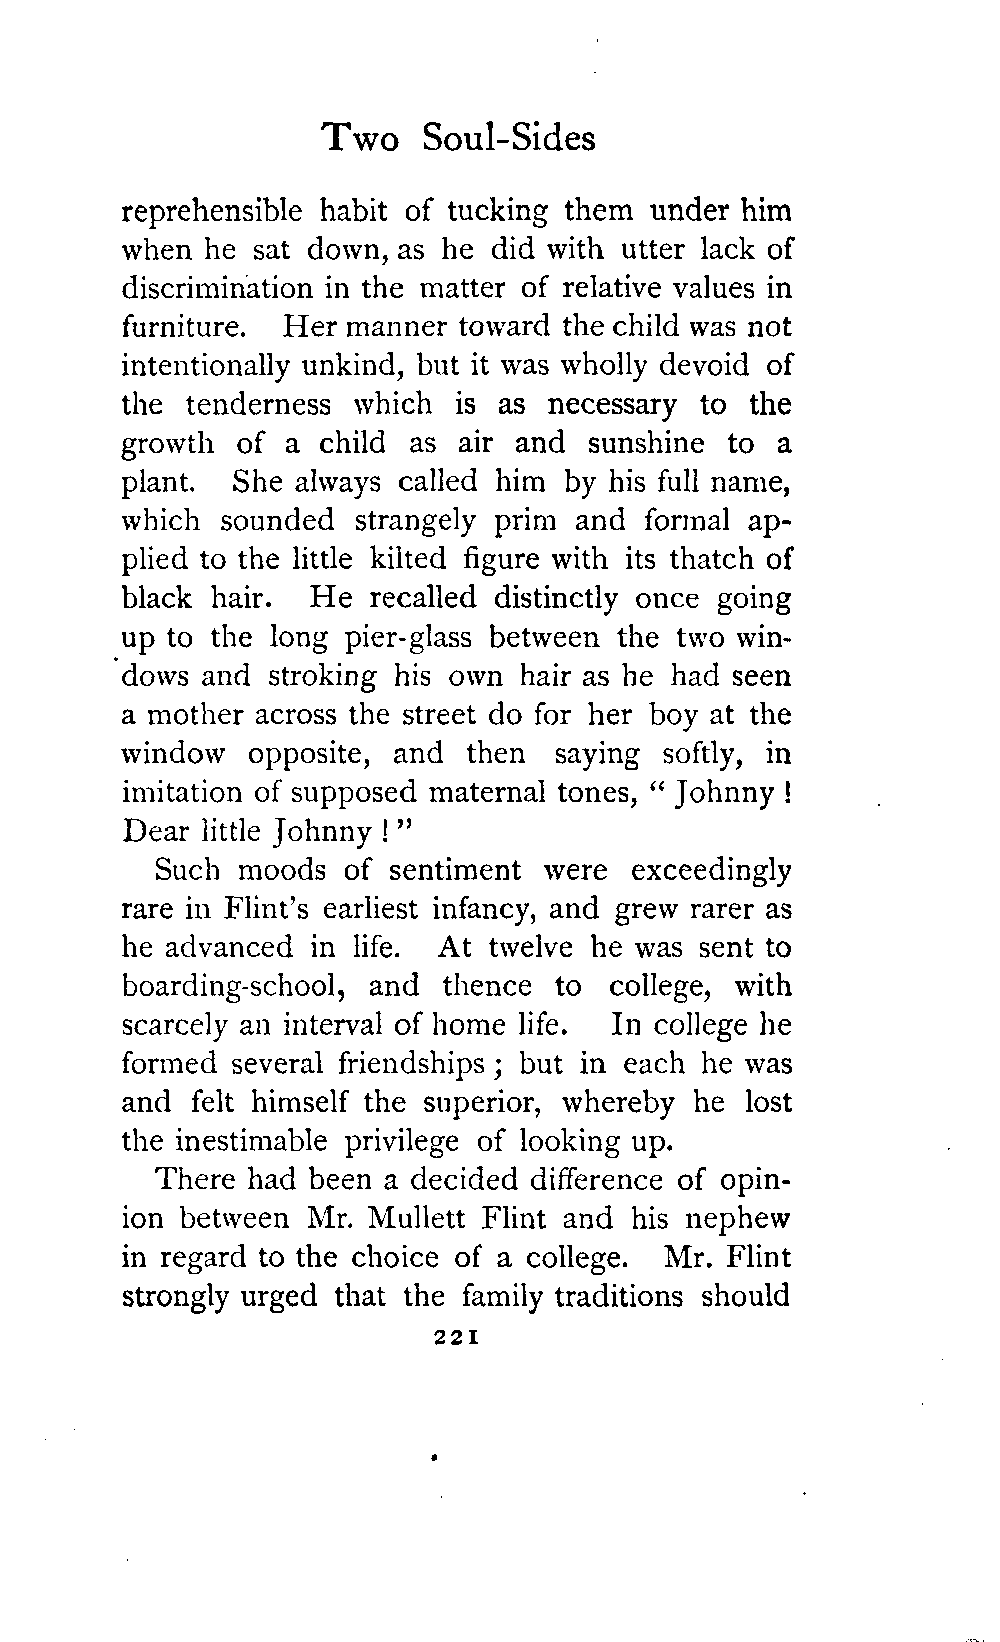 Two Soul-Sides
reprehensible habit of tucking them under him
when he sat down, as he did with utter lack of
discrimination in the matter of relative values in
furniture. Her manner toward the child was not
intentionally unkind, but it was wholly devoid of
the tenderness which is as necessary to the
growth of a child as air and sunshine to a
plant. She always called him by his full name,
which sounded strangely prim and formal ap-
plied to the little kilted figure with its thatch of
black hair. He recalled distinctly once going
up to the long pier-glass between the two win-
dows and stroking his own hair as he had seen
a mother across the street do for her boy at the
window opposite, and then saying softly, in
imitation of supposed maternal tones, “ Johnny !
Dear little Johnny ! ”
Such moods of sentiment were exceedingly
rare in Flint's earliest infancy, and grew rarer as
he advanced in life. At twelve he was sent to
boarding-school, and thence to college, with
scarcely an interval of home life. In college he
formed several friendships ; but in each he was
and felt himself the superior, whereby he lost
the inestimable privilege of looking up.
There had been a decided difference of opin-
ion between Mr. Mullett Flint and his nephew
in regard to the choice of a college. Mr. Flint
strongly urged that the family traditions should
221